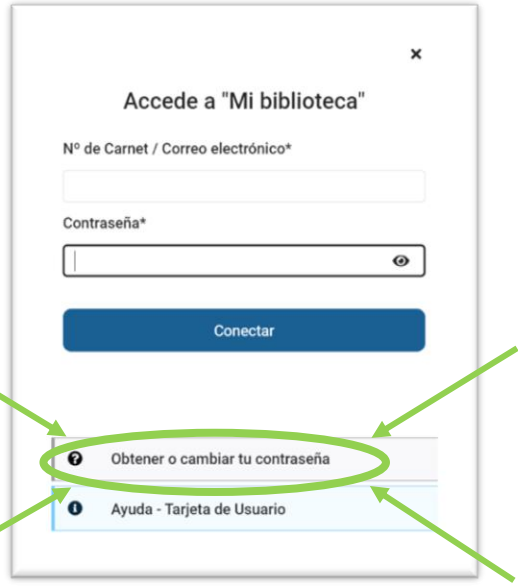 ×
Accede a "Mi biblioteca"
Nº de Carnet / Correo electrónico*
Contraseña*
Conectar
Obtener o cambiar tu contraseña
Ayuda - Tarjeta de Usuario